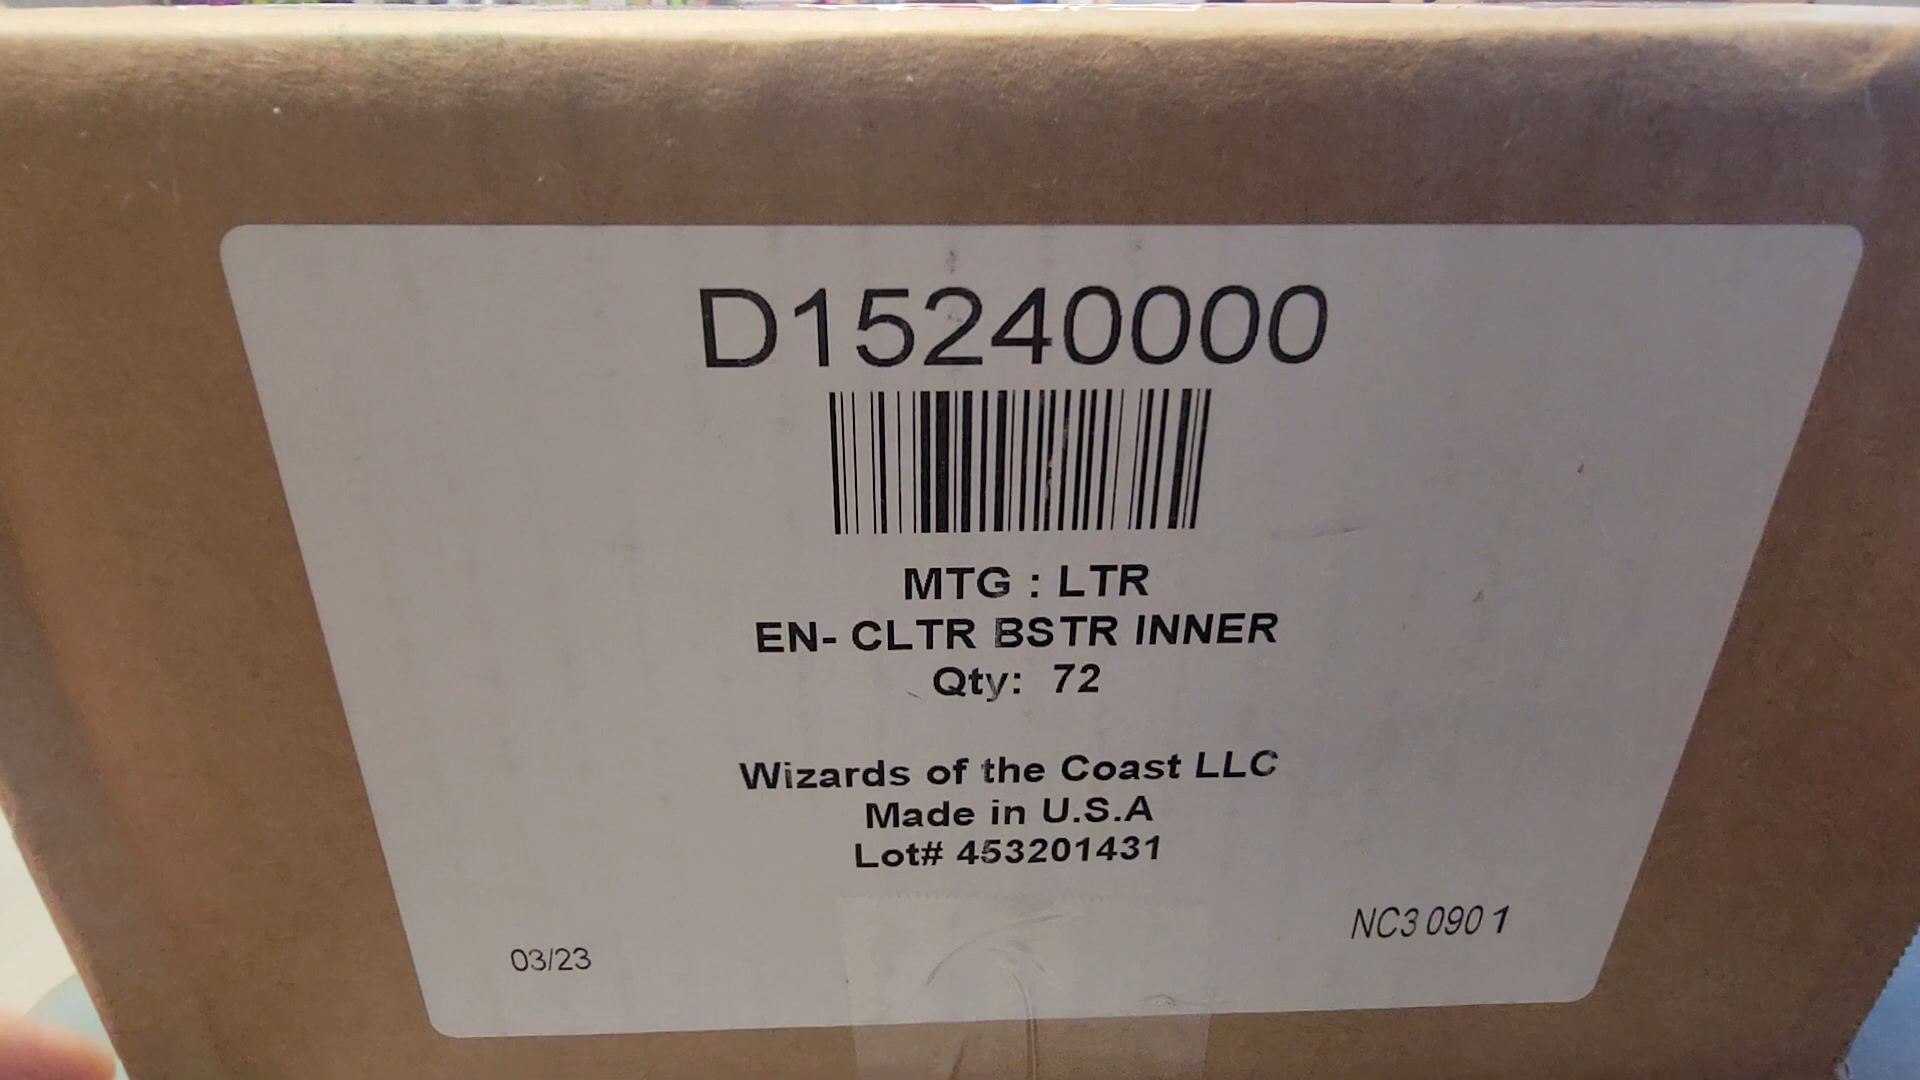 D15240000
MTG : LTR
EN- CLTR BSTR INNER
Qty: 72
Wizards of the Coast LLC
Made in U.S.A
Lot# 453201431
NC3 090 1
03/23